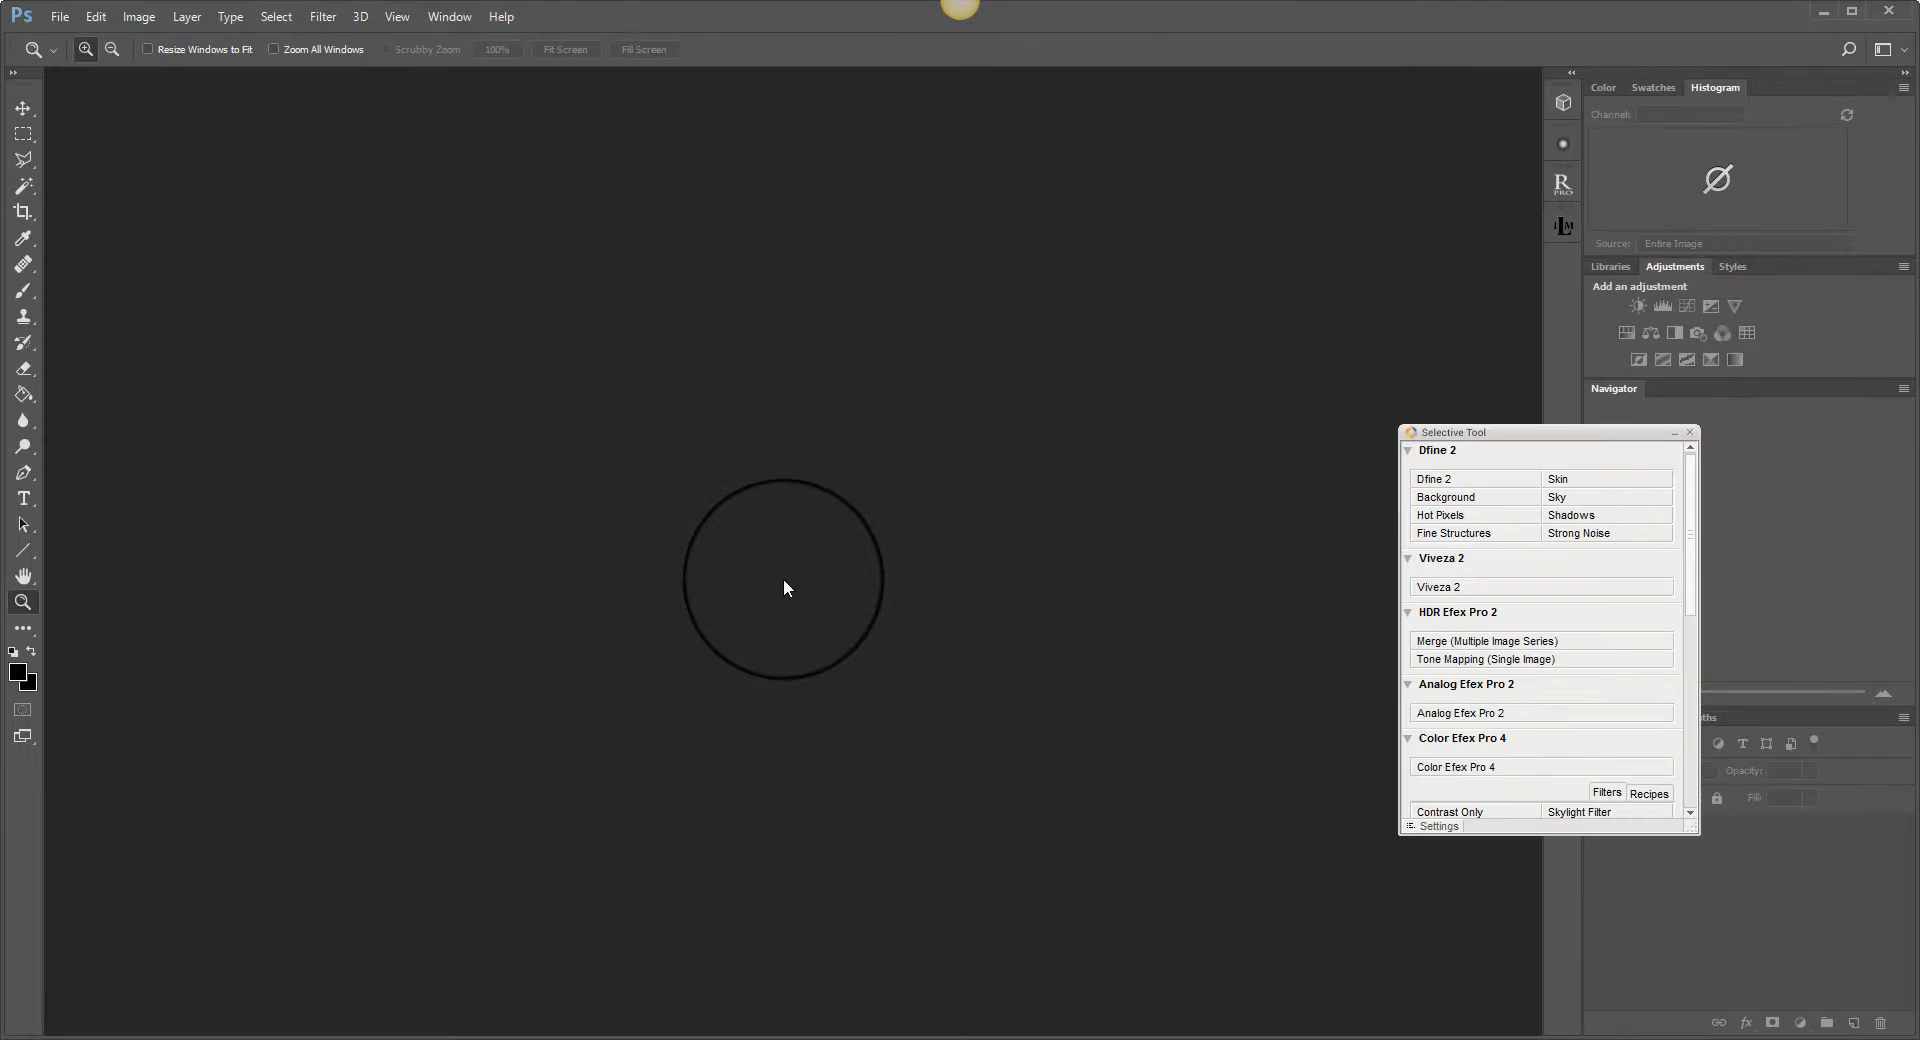 Ps File Edit Image Layer Type Select Filter 3D View Window Help
Resize Windows to Fit Zoom All Windows Scrubby Zoom 100% Fit Screen Fill Screen
Color Swatches Histogram
Channel:
Source: Entire Image
Libraries Adjustments Styles
Add an adjustment
Navigator
R
PRO
LM
Selective Tool
Dfine 2
Dfine 2 Skin
Background Sky
Hot Pixels Shadows
Fine Structures Strong Noise
Viveza 2
Viveza 2
HDR Efex Pro 2
Merge (Multiple Image Series)
Tone Mapping (Single Image)
Analog Efex Pro 2
Analog Efex Pro 2
Color Efex Pro 4
Color Efex Pro 4
Filters Recipes
Contrast Only Skylight Filter
Settings
ths
Opacity:
Fill:
T
fx